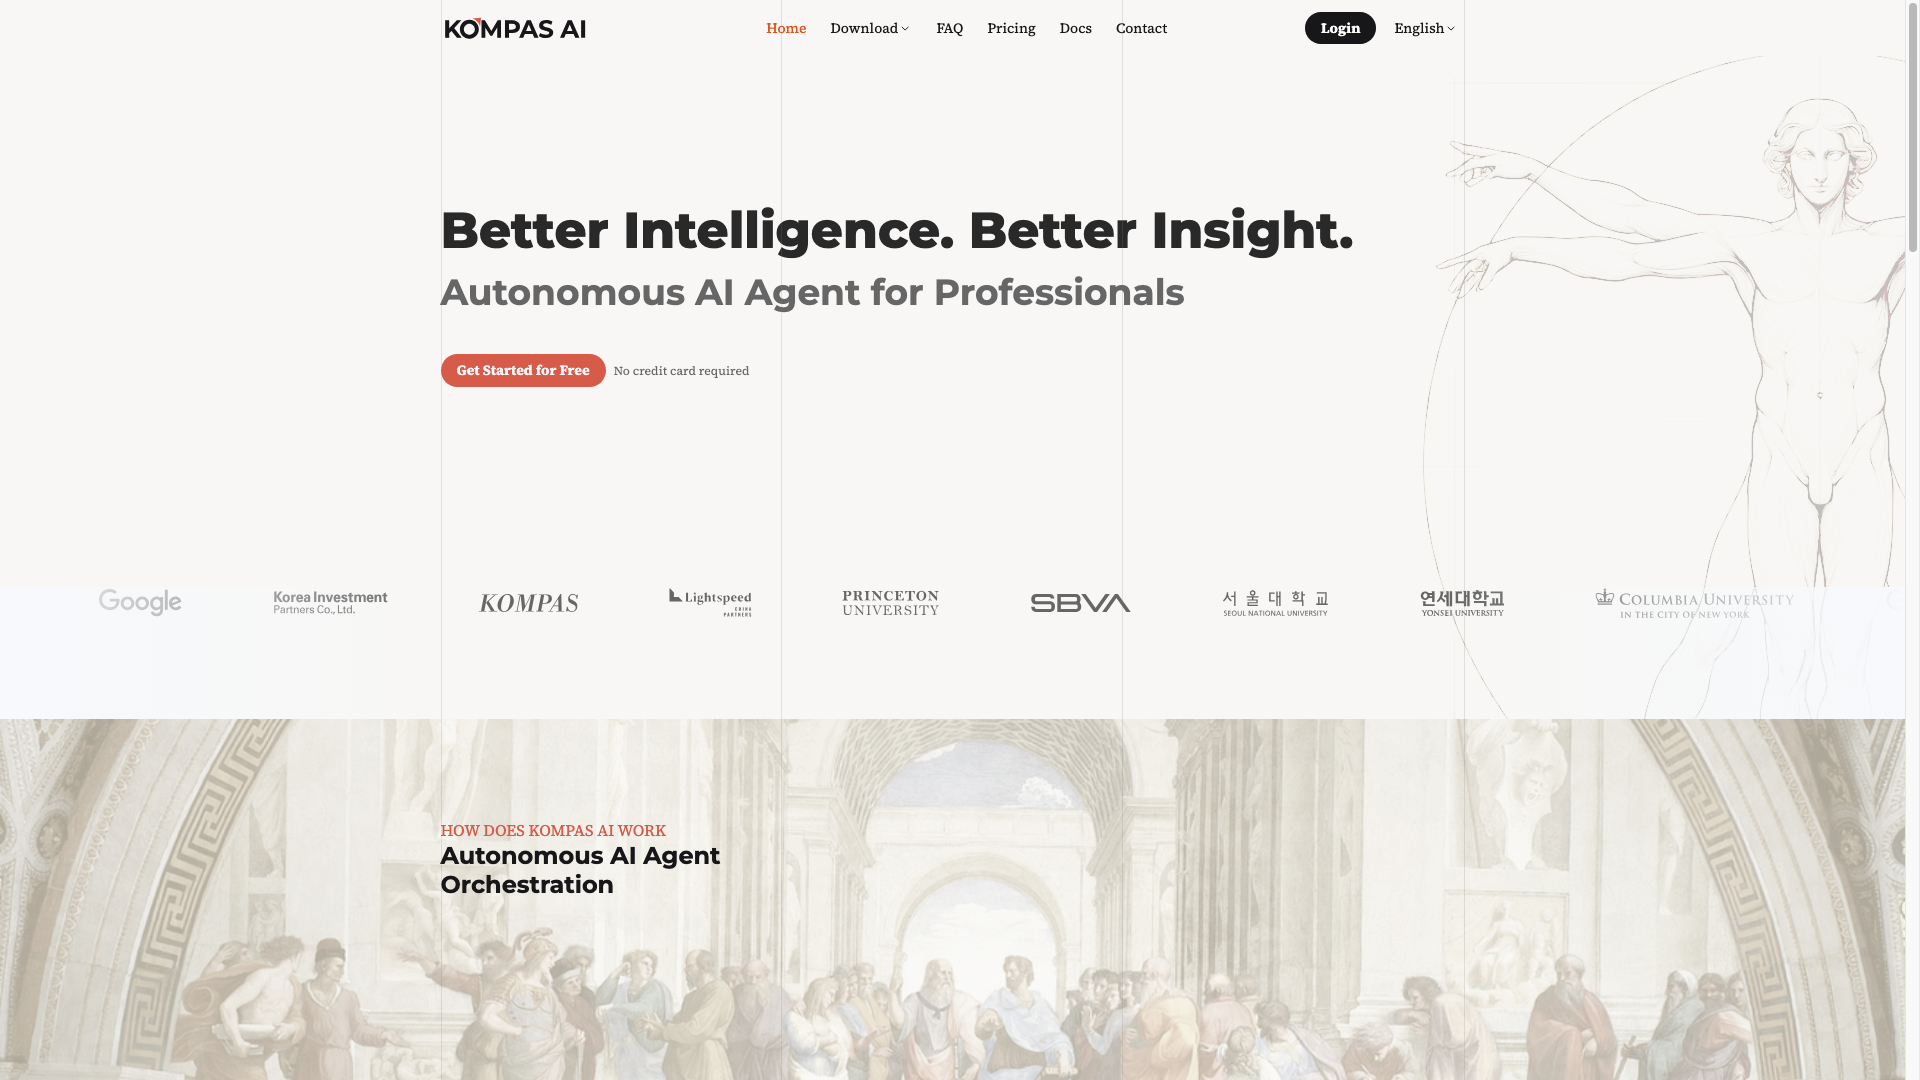 KOMPAS AI
Home
Download
FAQ
Pricing
Docs
Contact
Login
English
Better Intelligence. Better Insight.
Autonomous AI Agent for Professionals
Get Started for Free
No credit card required
Google
Korea Investment
Partners Co., Ltd.
KOMPAS
Lightspeed
CHINA
PARTNERS
PRINCETON
UNIVERSITY
SBVA
서울대학교
SEOUL NATIONAL UNIVERSITY
연세대학교
YONSEI UNIVERSITY
COLUMBIA UNIVERSITY
IN THE CITY OF NEW YORK
HOW DOES KOMPAS AI WORK
Autonomous AI Agent
Orchestration